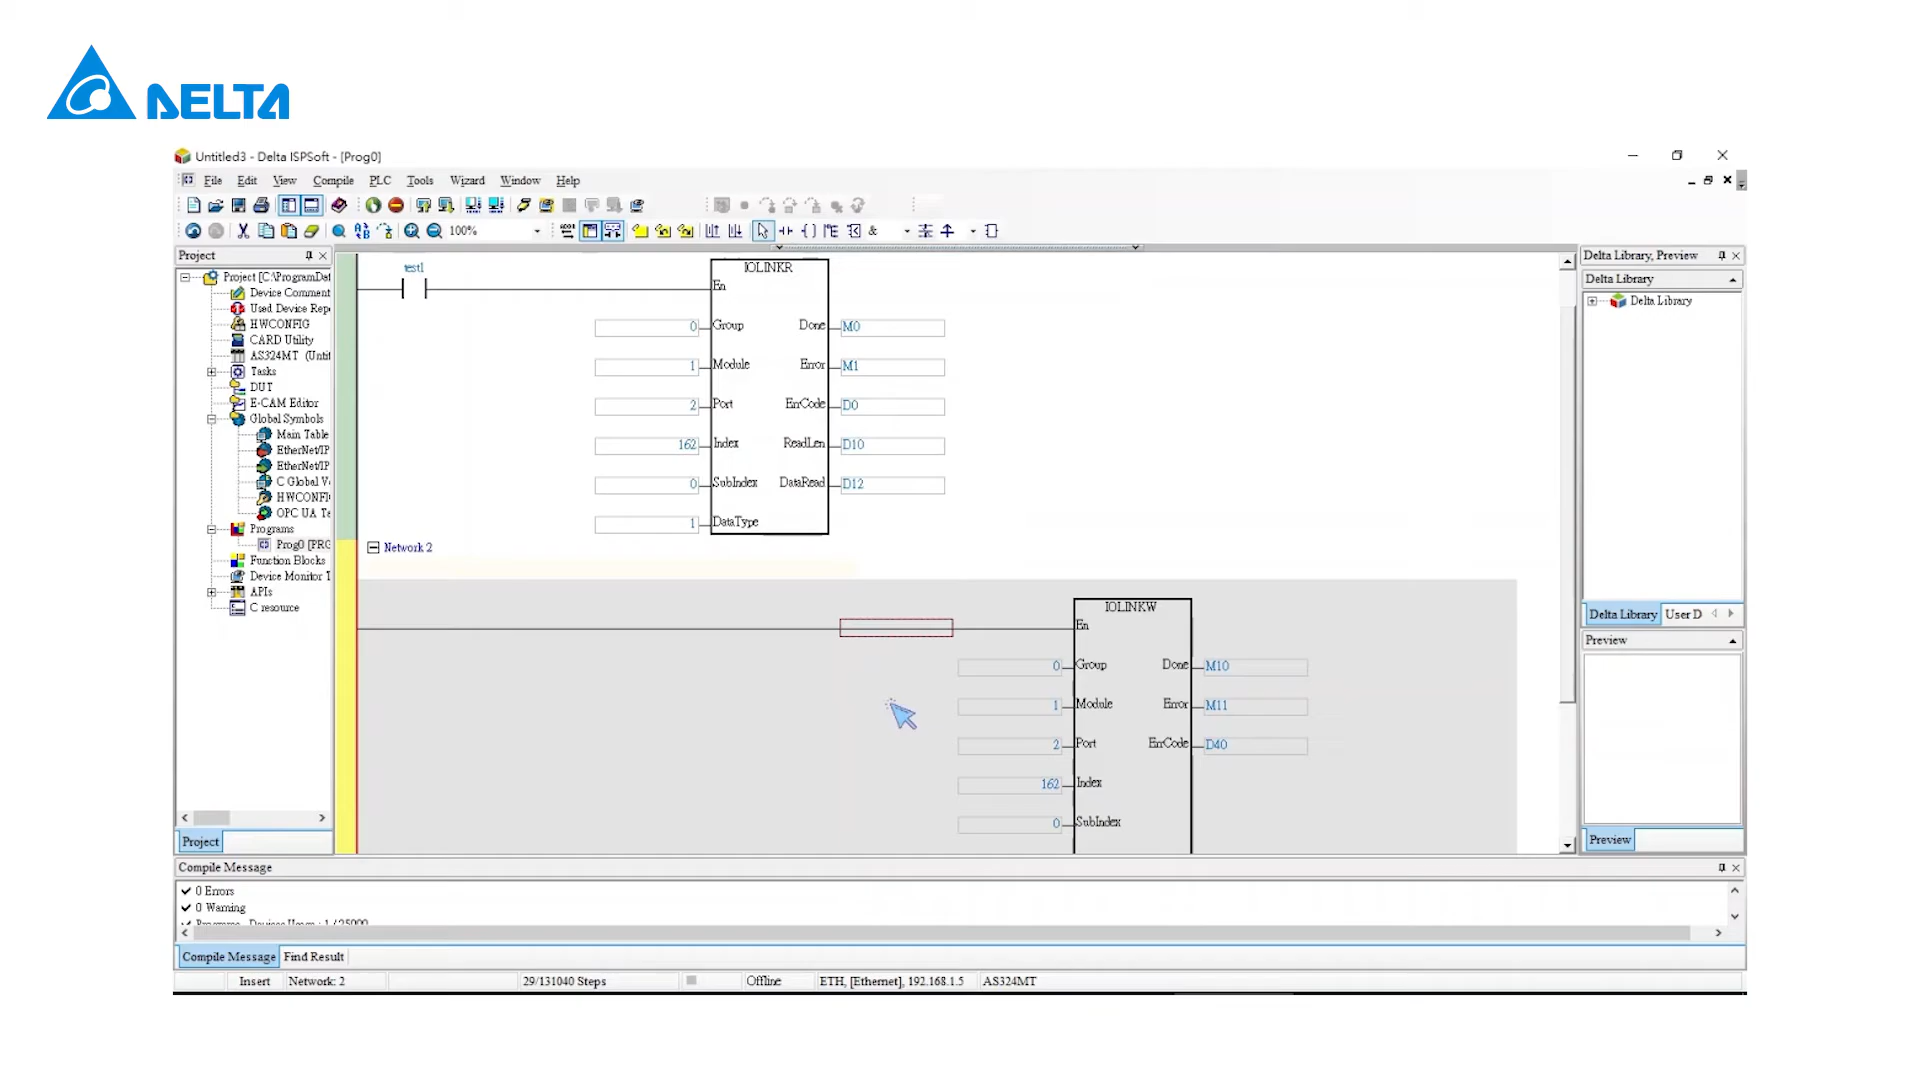 DELTA
Untitled3 - Delta ISPSoft - [Prog0]
File Edit View Compile PLC Tools Wizard Window Help
100%
&
Project
Project [C:\ProgramDat
Device Comment
Used Device Repo
HWCONFIG
CARD Utility
AS324MT (Untit
Tasks
DUT
E-CAM Editor
Global Symbols
Main Table
EtherNet/IP
EtherNet/IP
C Global V
HWCONFI
OPC UA Te
Programs
Prog0 [PRG
Function Blocks
Device Monitor T
APIs
C resource
Project
test1
IOLINKR
En
0 Group Done M0
1 Module Error M1
2 Port ErrCode D0
162 Index ReadLen D10
0 SubIndex DataRead D12
1 DataType
Network 2
IOLINKW
En
0 Group Done M10
1 Module Error M11
2 Port ErrCode D40
162 Index
0 SubIndex
Delta Library, Preview
Delta Library
Delta Library
Delta Library User D
Preview
Preview
Compile Message
0 Errors
0 Warning
Compile Message Find Result
Insert Network: 2 29/131040 Steps Offline ETH, [Ethernet], 192.168.1.5 AS324MT